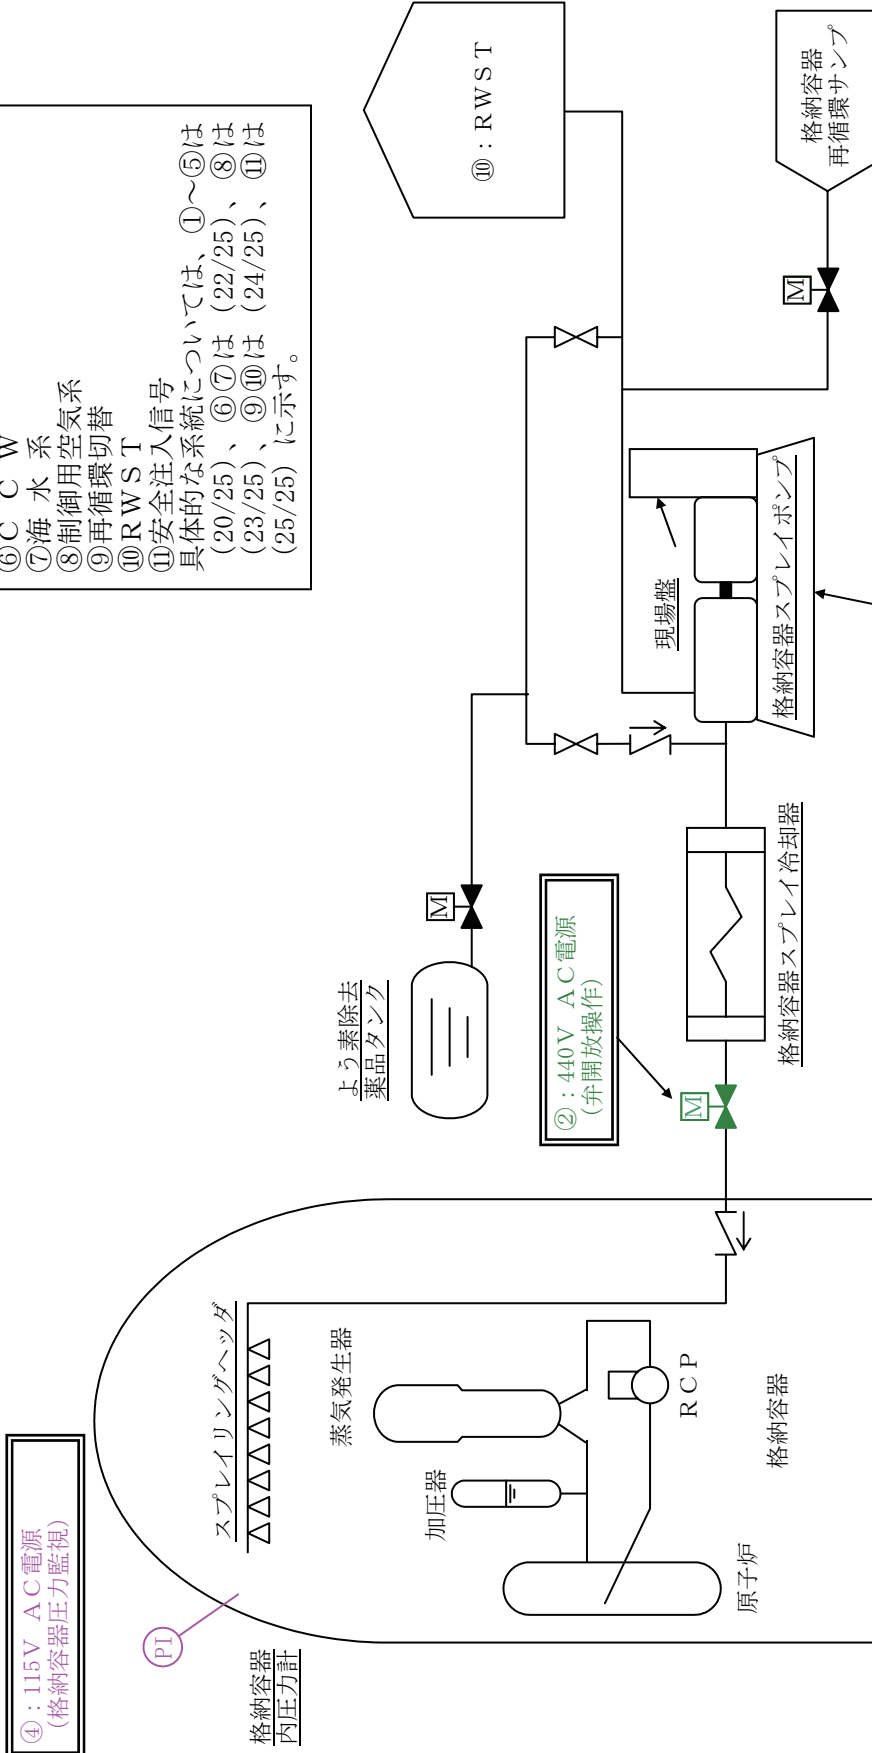 ⑥ＣＣＷ
⑦海水系
⑧制御用空気系
⑨再循環切替
⑩ＲＷＳＴ
⑪安全注入信号
具体的な系統については、①～⑤は
(20/25)、⑥⑦は (22/25)、⑧は
(23/25)、⑨⑩は (24/25)、⑪は
(25/25) に示す。
④：115V ＡＣ電源
(格納容器圧力監視)
PI
格納容器
内圧力計
スプレイリングヘッダ
蒸気発生器
加圧器
原子炉
ＲＣＰ
格納容器
よう素除去
薬品タンク
M
②：440V ＡＣ電源
(弁開放操作)
M
格納容器スプレイ冷却器
現場盤
格納容器スプレイポンプ
⑩：ＲＷＳＴ
M
格納容器
再循環サンプ